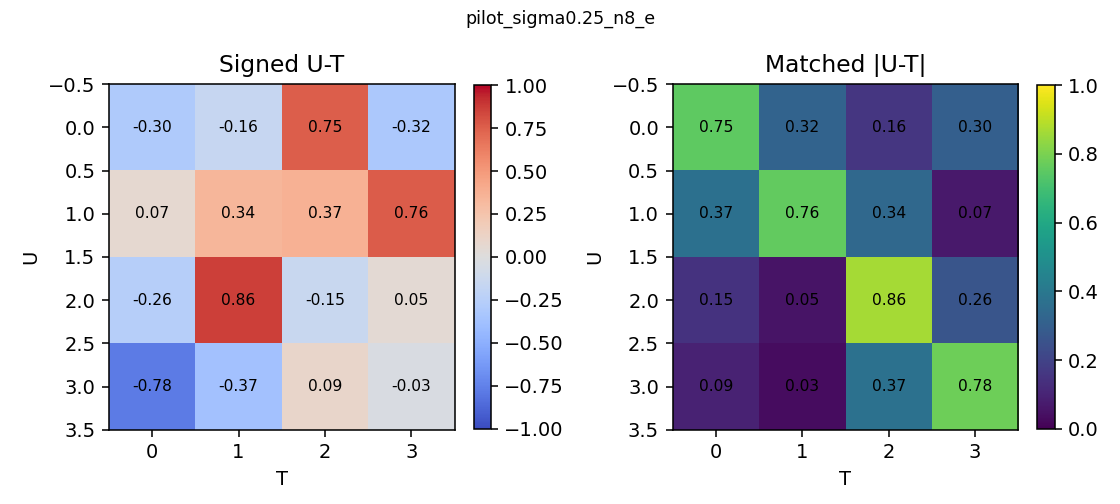 pilot_sigma0.25_n8_e
Signed U-T
Matched |U-T|
−0.5
0.0
0.5
1.0
1.5
2.0
2.5
3.0
3.5
U
-0.30 -0.16 0.75 -0.32
0.07 0.34 0.37 0.76
-0.26 0.86 -0.15 0.05
-0.78 -0.37 0.09 -0.03
0 1 2 3
T
1.00
0.75
0.50
0.25
0.00
−0.25
−0.50
−0.75
−1.00
−0.5
0.0
0.5
1.0
1.5
2.0
2.5
3.0
3.5
U
0.75 0.32 0.16 0.30
0.37 0.76 0.34 0.07
0.15 0.05 0.86 0.26
0.09 0.03 0.37 0.78
0 1 2 3
T
1.0
0.8
0.6
0.4
0.2
0.0